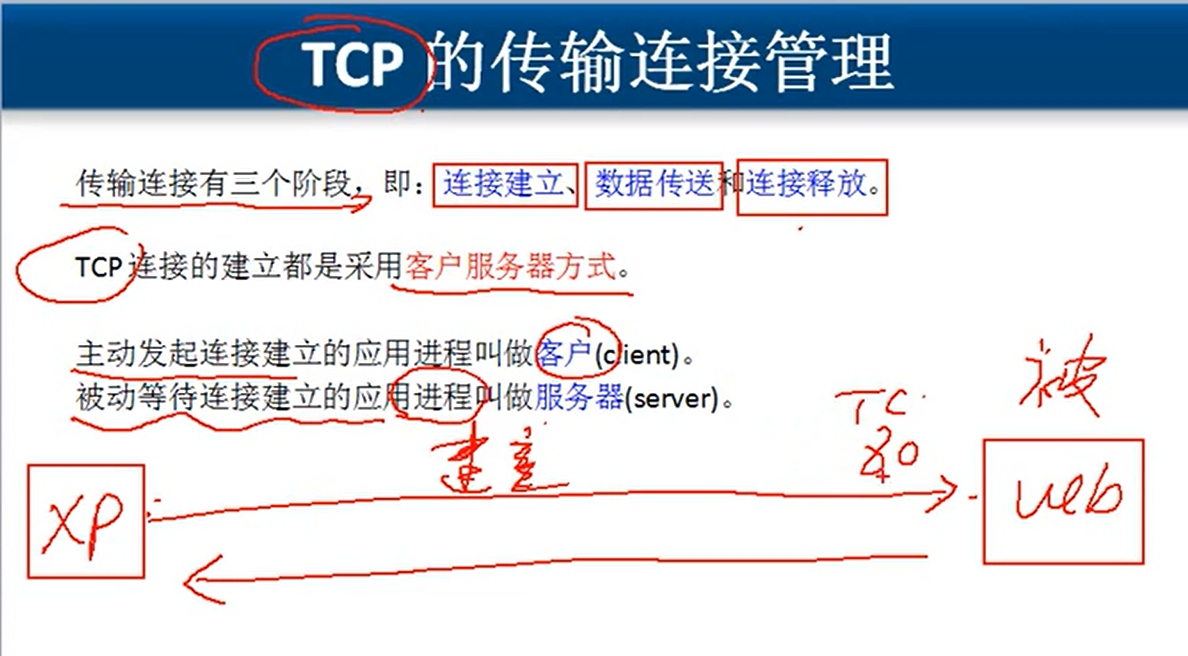 TCP的传输连接管理
传输连接有三个阶段，即：连接建立、数据传送和连接释放。
TCP连接的建立都是采用客户服务器方式。
主动发起连接建立的应用进程叫做客户(client)。
被动等待连接建立的应用进程叫做服务器(server)。
被
TC
80
建立
XP
web